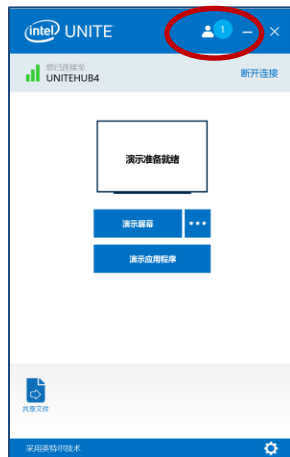 intel UNITE
1
您已连接至
UNITEHUB4
断开连接
演示准备就绪
演示屏幕
演示应用程序
共享文件
采用英特尔技术